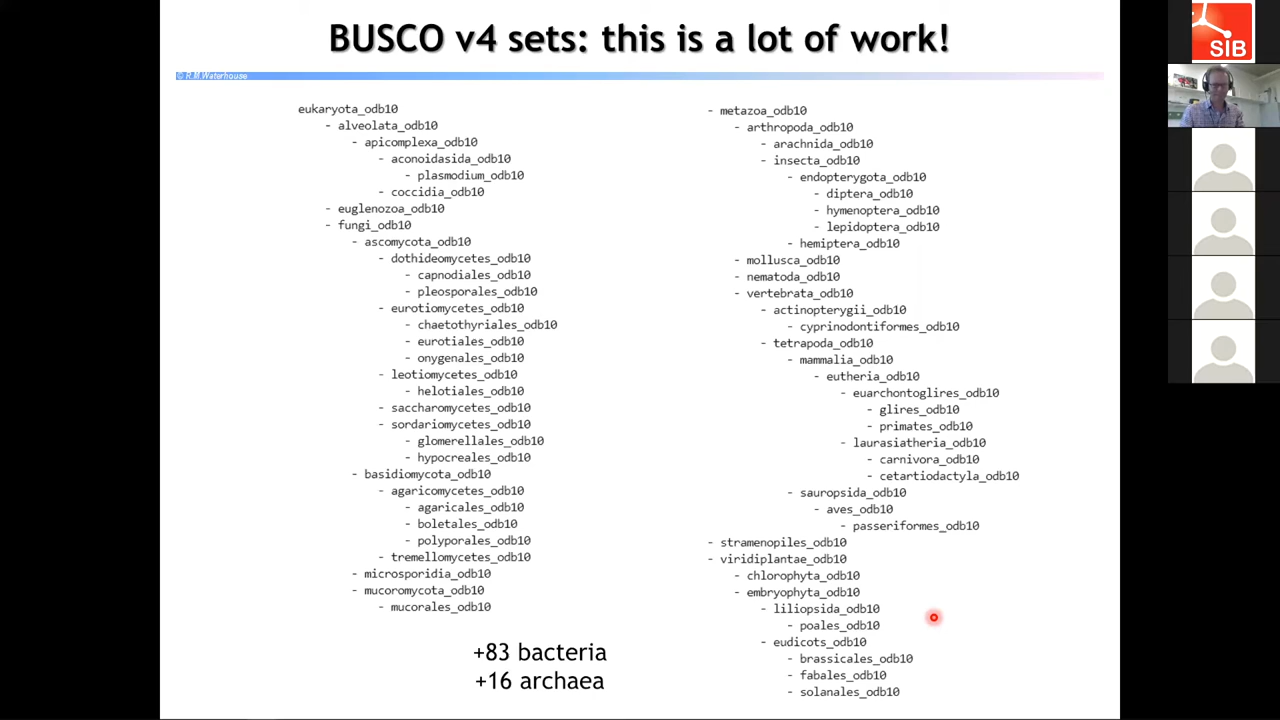 BUSCO v4 sets: this is a lot of work!
© R.M.Waterhouse
eukaryota_odb10
- alveolata_odb10
- apicomplexa_odb10
- aconoidasida_odb10
- plasmodium_odb10
- coccidia_odb10
- euglenozoa_odb10
- fungi_odb10
- ascomycota_odb10
- dothideomycetes_odb10
- capnodiales_odb10
- pleosporales_odb10
- eurotiomycetes_odb10
- chaetothyriales_odb10
- eurotiales_odb10
- onygenales_odb10
- leotiomycetes_odb10
- helotiales_odb10
- saccharomycetes_odb10
- sordariomycetes_odb10
- glomerellales_odb10
- hypocreales_odb10
- basidiomycota_odb10
- agaricomycetes_odb10
- agaricales_odb10
- boletales_odb10
- polyporales_odb10
- tremellomycetes_odb10
- microsporidia_odb10
- mucoromycota_odb10
- mucorales_odb10
+83 bacteria
+16 archaea
- metazoa_odb10
- arthropoda_odb10
- arachnida_odb10
- insecta_odb10
- endopterygota_odb10
- diptera_odb10
- hymenoptera_odb10
- lepidoptera_odb10
- hemiptera_odb10
- mollusca_odb10
- nematoda_odb10
- vertebrata_odb10
- actinopterygii_odb10
- cyprinodontiformes_odb10
- tetrapoda_odb10
- mammalia_odb10
- eutheria_odb10
- euarchontoglires_odb10
- glires_odb10
- primates_odb10
- laurasiatheria_odb10
- carnivora_odb10
- cetartiodactyla_odb10
- sauropsida_odb10
- aves_odb10
- passeriformes_odb10
- stramenopiles_odb10
- viridiplantae_odb10
- chlorophyta_odb10
- embryophyta_odb10
- liliopsida_odb10
- poales_odb10
- eudicots_odb10
- brassicales_odb10
- fabales_odb10
- solanales_odb10
SIB